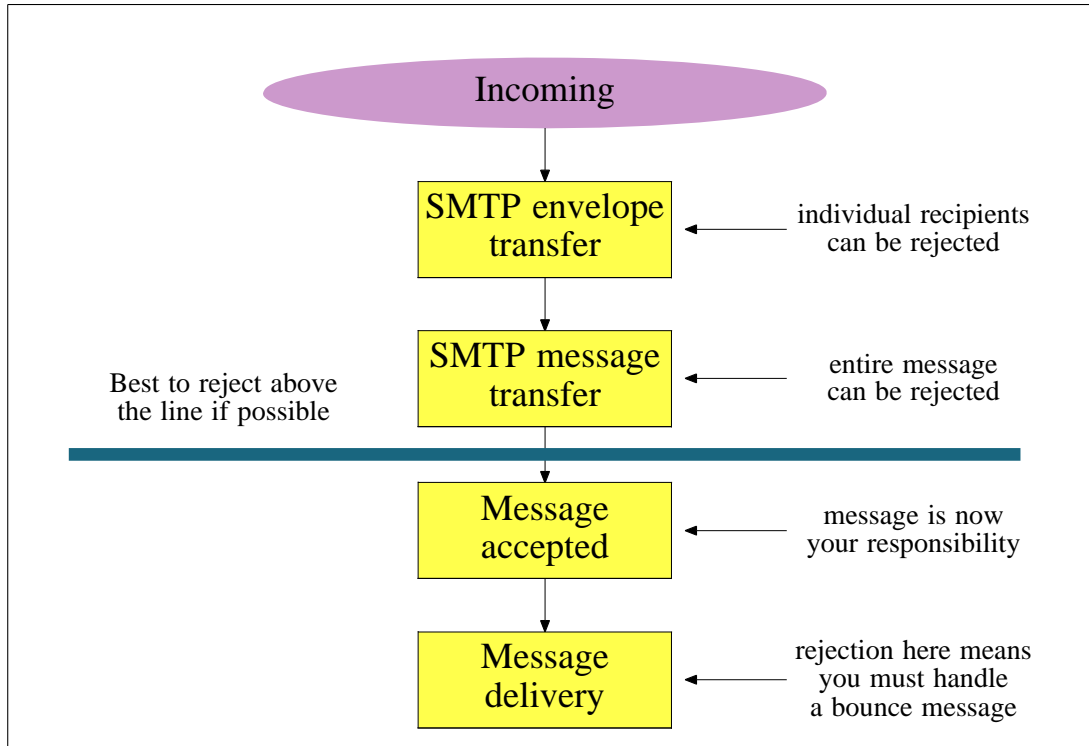 Incoming
SMTP envelope
transfer
individual recipients
can be rejected
SMTP message
transfer
entire message
can be rejected
Best to reject above
the line if possible
Message
accepted
message is now
your responsibility
Message
delivery
rejection here means
you must handle
a bounce message